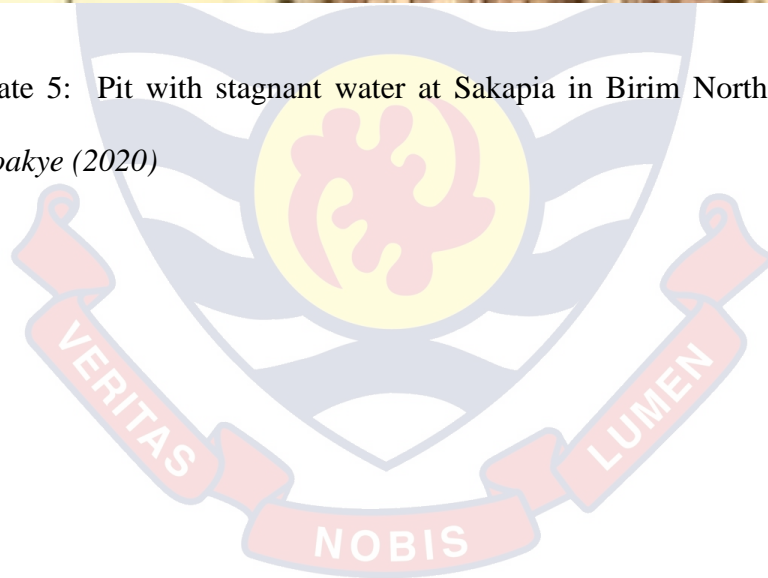 ate 5: Pit with stagnant water at Sakapia in Birim North
oakye (2020)
VERITAS
NOBIS
LUMEN